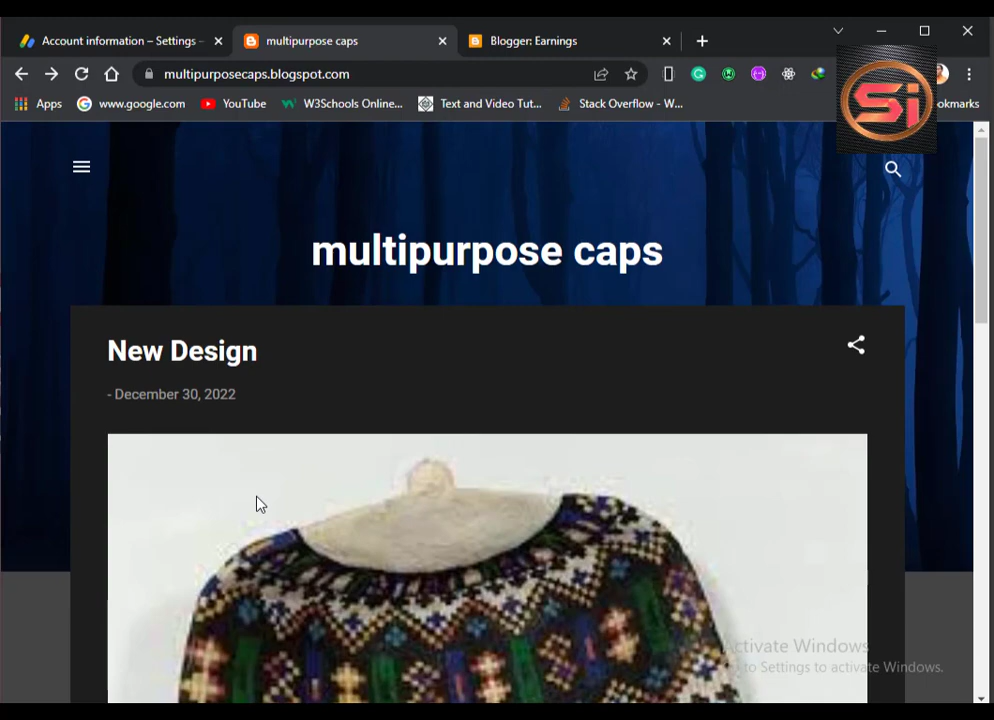 Account information – Settings –
multipurpose caps
Blogger: Earnings
multipurposecaps.blogspot.com
Apps
www.google.com
YouTube
W3Schools Online...
Text and Video Tut...
Stack Overflow - W...
okmarks
Si
multipurpose caps
New Design
- December 30, 2022
Activate Windows
to Settings to activate Windows.